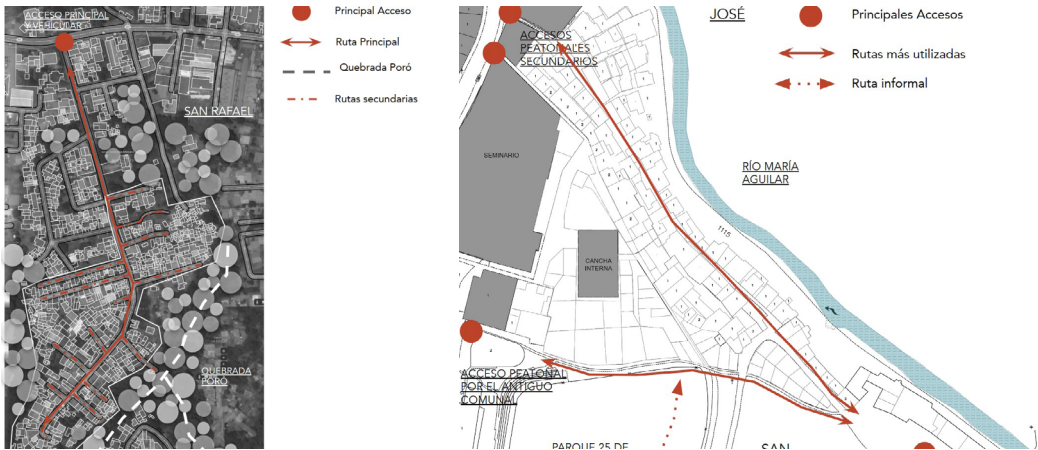 ACCESO PRINCIPAL
Y VEHICULAR
SAN RAFAEL
QUEBRADA
PORÓ
Principal Acceso
Ruta Principal
Quebrada Poró
Rutas secundarias
JOSÉ
ACCESOS
PEATONALES
SECUNDARIOS
SEMINARIO
CANCHA
INTERNA
RÍO MARÍA
AGUILAR
1115
ACCESO PEATONAL
POR EL ANTIGUO
COMUNAL
PARQUE 25 DE
SAN
Principales Accesos
Rutas más utilizadas
Ruta informal